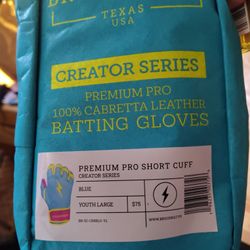 TEXAS
USA
CREATOR SERIES
PREMIUM PRO
100% CABRETTA LEATHER
BATTING GLOVES
PREMIUM PRO SHORT CUFF
CREATOR SERIES
BLUE
YOUTH LARGE
$75